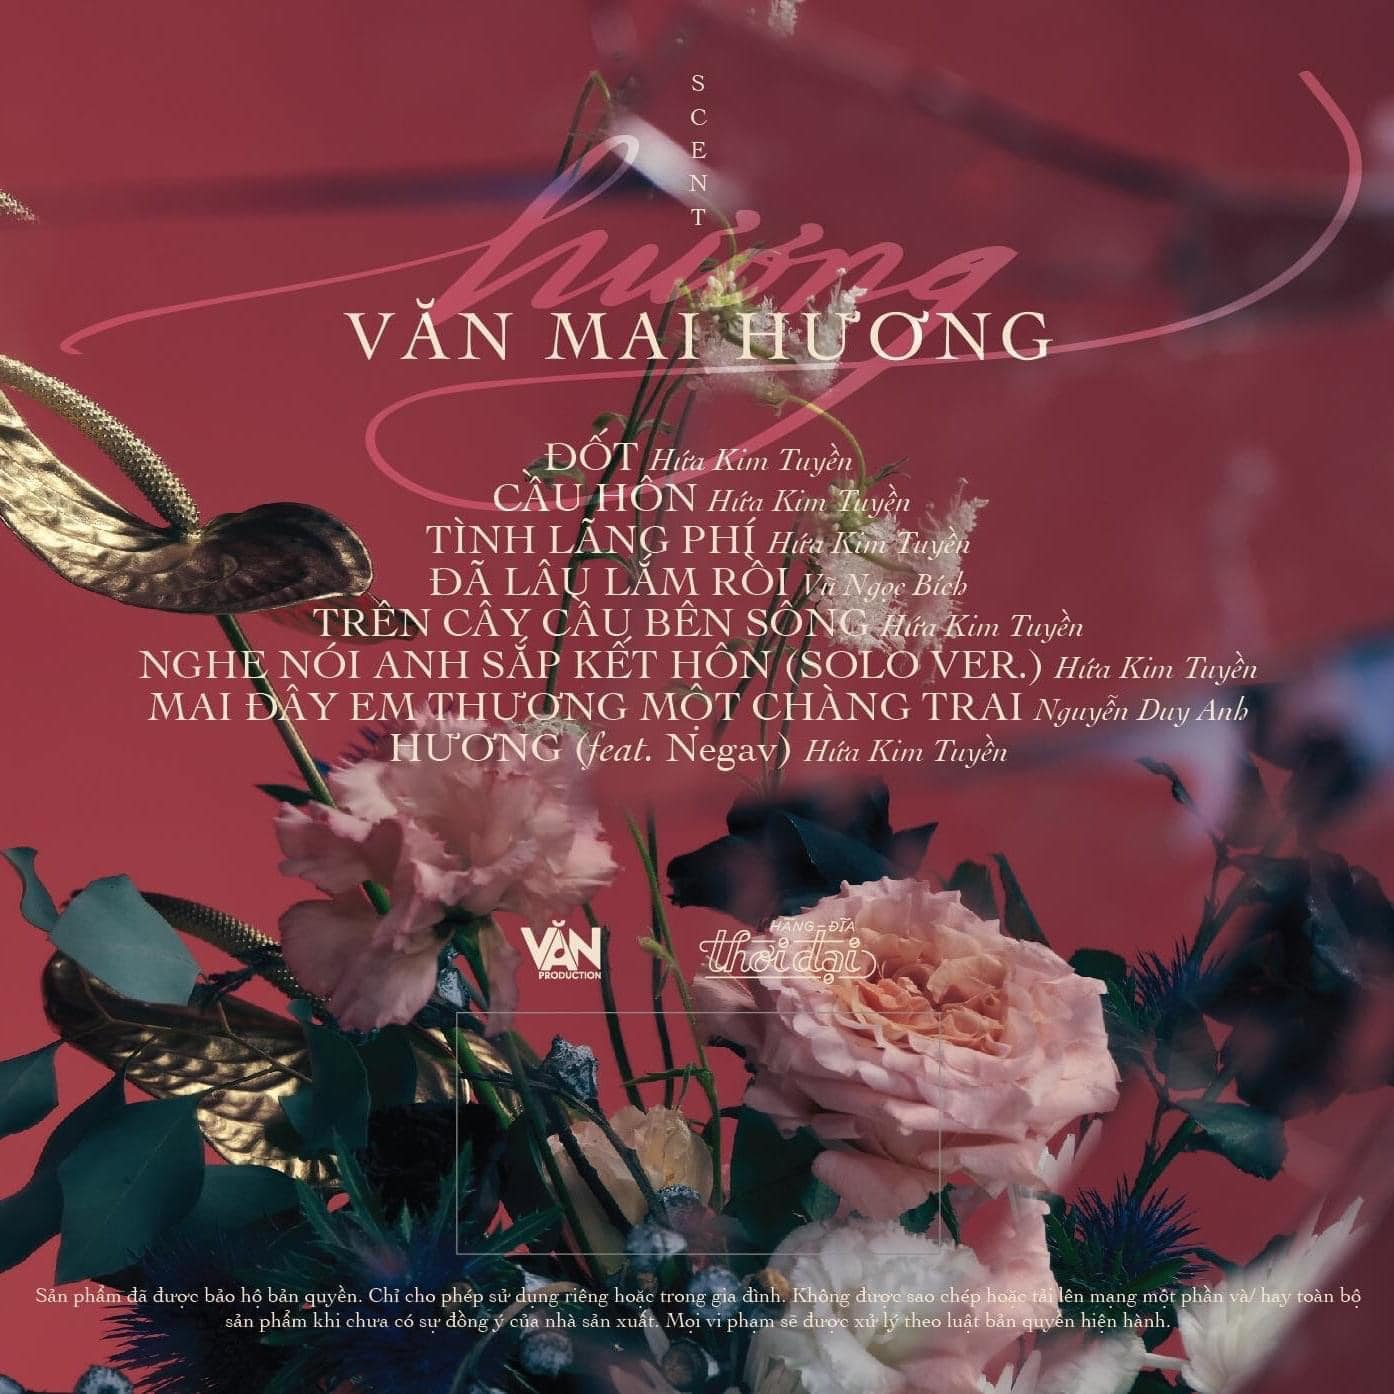 SCENT
hương
VĂN MAI HƯƠNG
ĐỐT Hứa Kim Tuyền
CẦU HÔN Hứa Kim Tuyền
TÌNH LÃNG PHÍ Hứa Kim Tuyền
ĐÃ LÂU LẮM RỒI Vũ Ngọc Bích
TRÊN CÂY CẦU BÊN SÔNG Hứa Kim Tuyền
NGHE NÓI ANH SẮP KẾT HÔN (SOLO VER.) Hứa Kim Tuyền
MAI ĐÂY EM THƯƠNG MỘT CHÀNG TRAI Nguyễn Duy Anh
HƯƠNG (feat. Negav) Hứa Kim Tuyền
VĂN
PRODUCTION
HÃNG-ĐĨA
thời đại
Sản phẩm đã được bảo hộ bản quyền. Chỉ cho phép sử dụng riêng hoặc trong gia đình. Không được sao chép hoặc tải lên mạng một phần và/ hay toàn bộ
sản phẩm khi chưa có sự đồng ý của nhà sản xuất. Mọi vi phạm sẽ được xử lý theo luật bản quyền hiện hành.